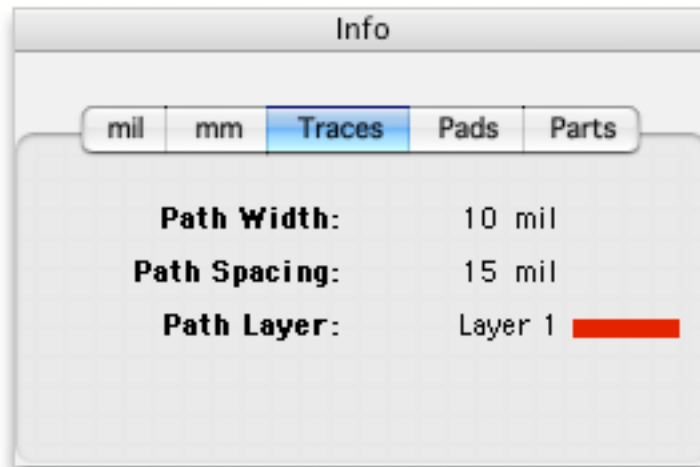 Info
mil mm Traces Pads Parts
Path Width: 10 mil
Path Spacing: 15 mil
Path Layer: Layer 1